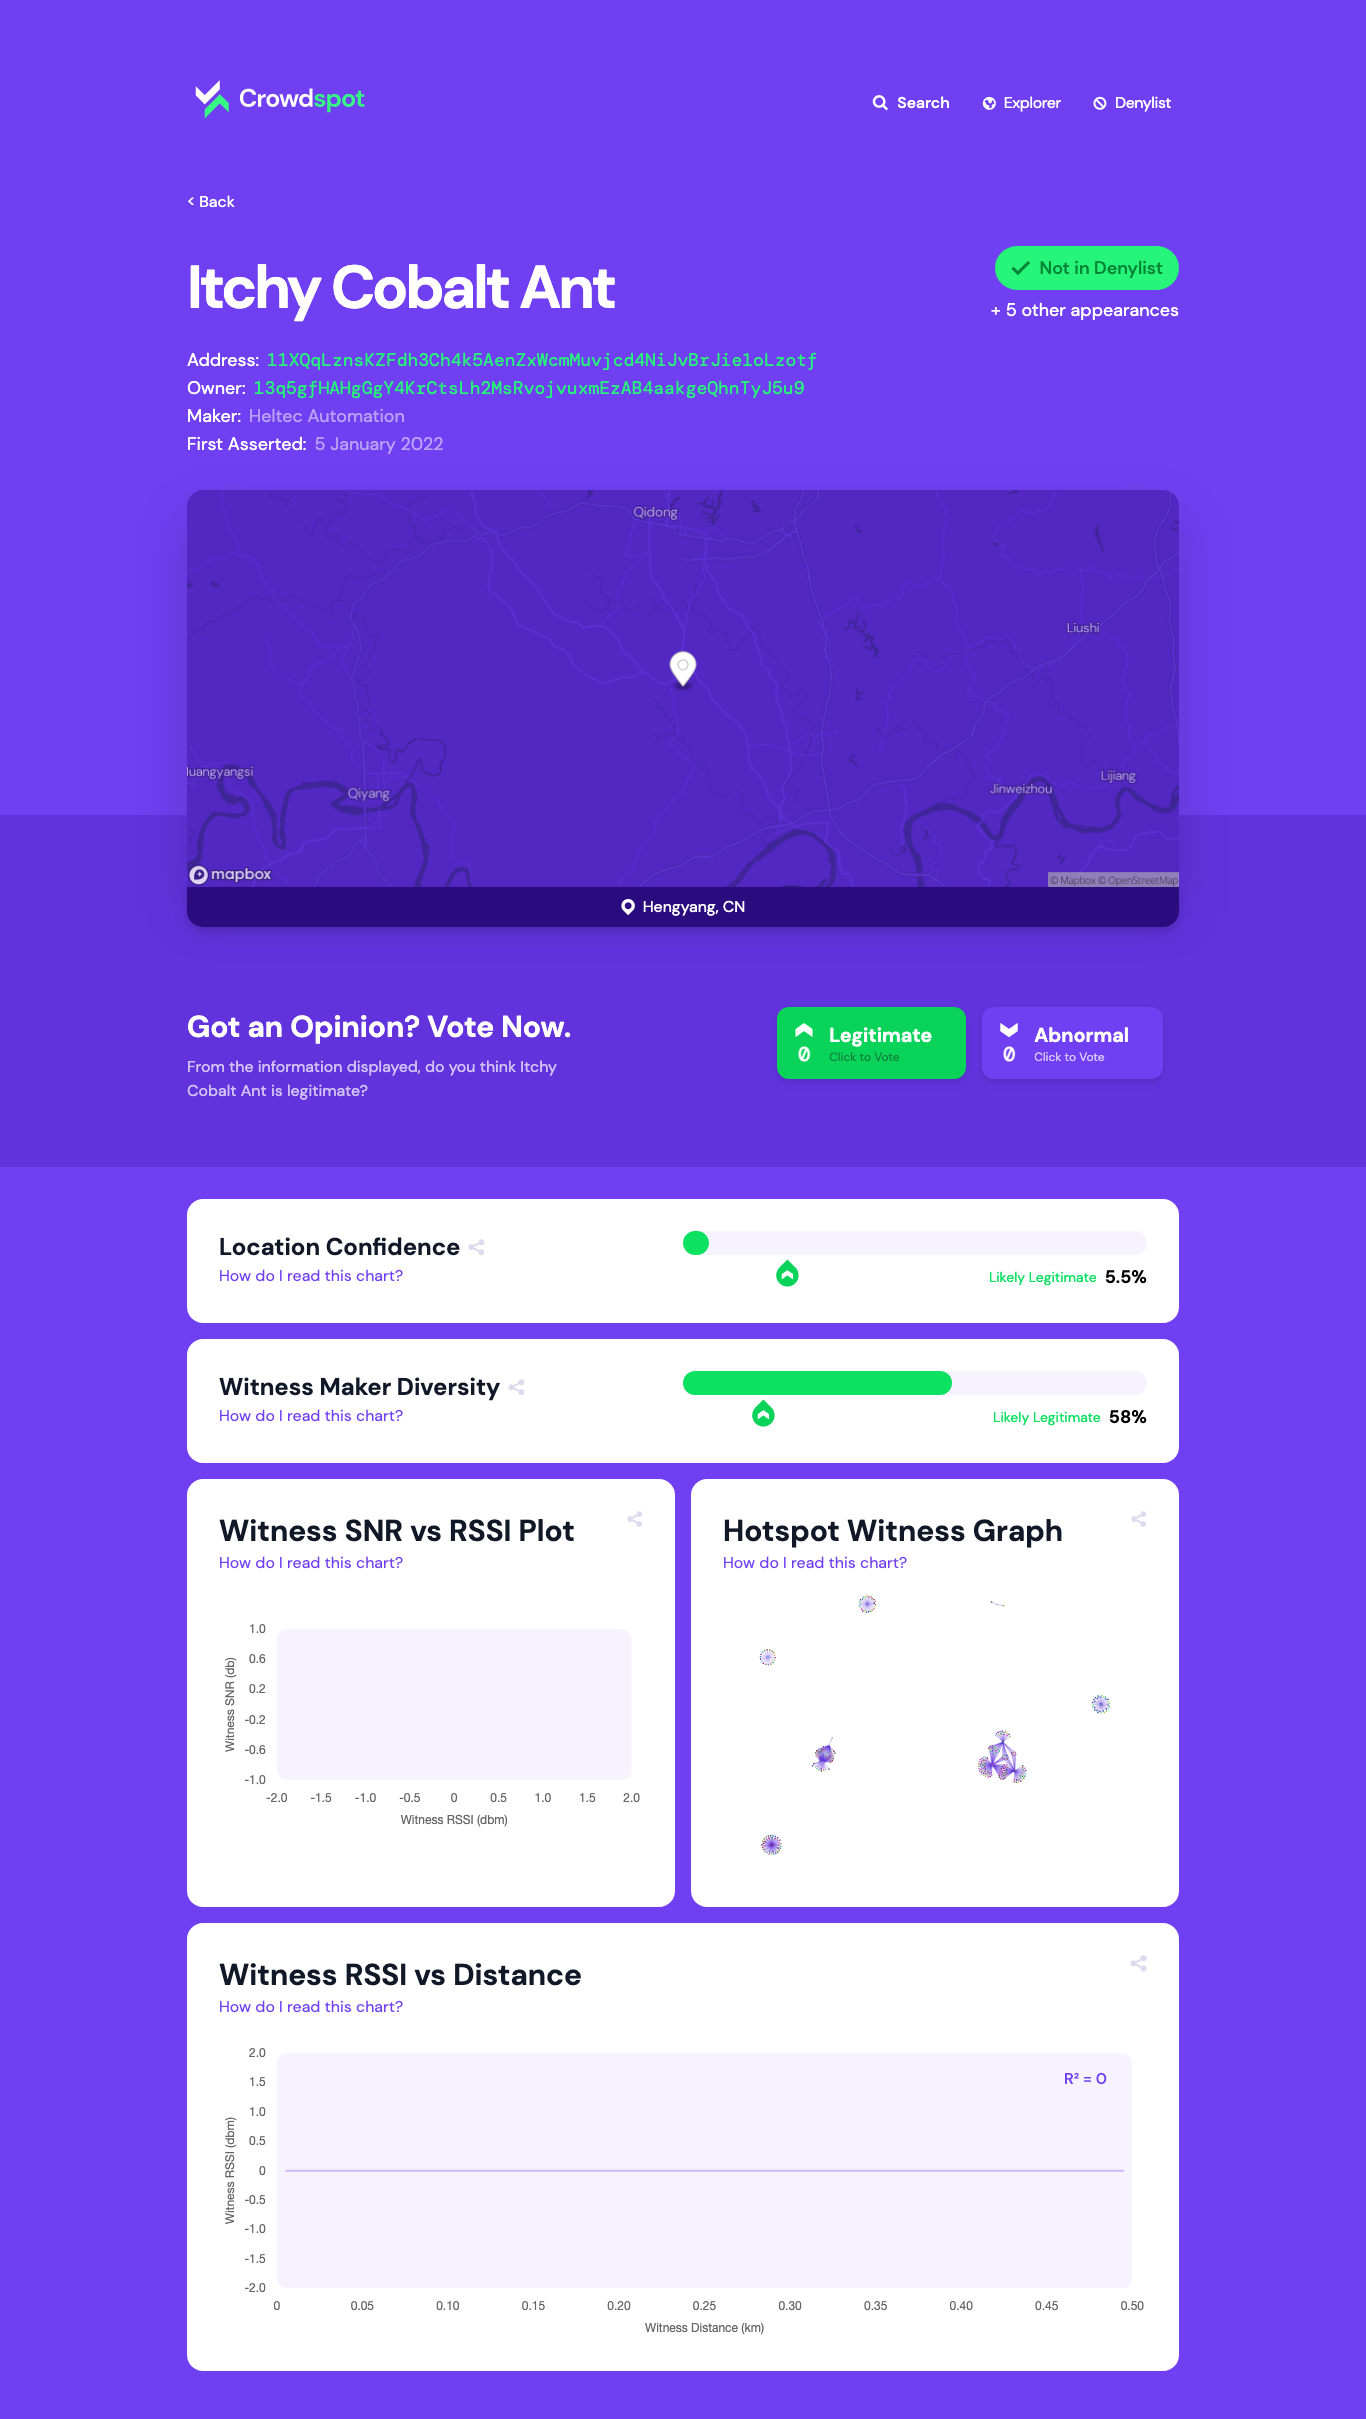 Crowdspot
Search
Explorer
Denylist
< Back
Itchy Cobalt Ant
Not in Denylist
+ 5 other appearances
Address: 11XQqLznsKZFdh3Ch4k5AenZxWcmMuvjcd4NiJvBrJie1oLzotf
Owner: 13q5gfHAHgGgY4KrCtsLh2MsRvojvuxmEzAB4aakgeQhnTyJ5u9
Maker: Heltec Automation
First Asserted: 5 January 2022
Qidong
Liushi
Lijiang
Jinweizhou
Qiyang
mapbox
© Mapbox © OpenStreetMap
Hengyang, CN
Got an Opinion? Vote Now.
From the information displayed, do you think Itchy
Cobalt Ant is legitimate?
Legitimate
0 Click to Vote
Abnormal
0 Click to Vote
Location Confidence
How do I read this chart?
Likely Legitimate 5.5%
Witness Maker Diversity
How do I read this chart?
Likely Legitimate 58%
Witness SNR vs RSSI Plot
How do I read this chart?
Witness SNR (db)
1.0
0.6
0.2
-0.2
-0.6
-1.0
-2.0 -1.5 -1.0 -0.5 0 0.5 1.0 1.5 2.0
Witness RSSI (dbm)
Hotspot Witness Graph
How do I read this chart?
Witness RSSI vs Distance
How do I read this chart?
Witness RSSI (dbm)
2.0
1.5
1.0
0.5
0
-0.5
-1.0
-1.5
-2.0
R² = 0
0 0.05 0.10 0.15 0.20 0.25 0.30 0.35 0.40 0.45 0.50
Witness Distance (km)